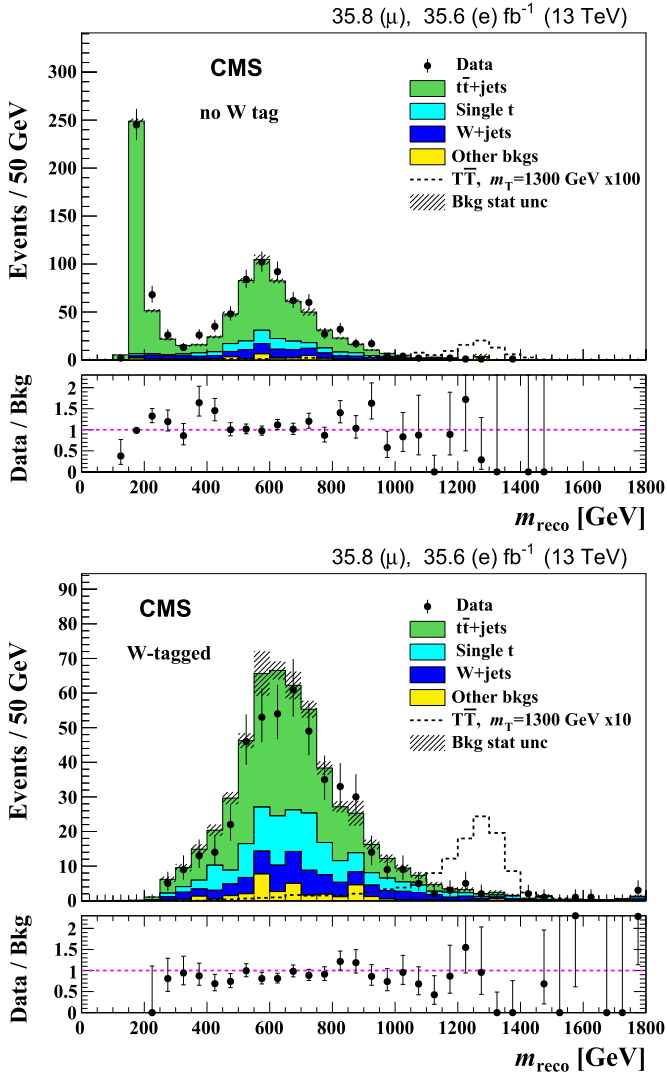 35.8 (μ), 35.6 (e) fb⁻¹ (13 TeV)
CMS
no W tag
Data
tt̅+jets
Single t
W+jets
Other bkgs
TT̅, m_T=1300 GeV x100
Bkg stat unc
Events / 50 GeV
300
250
200
150
100
50
0
Data / Bkg
2
1.5
1
0.5
0
0 200 400 600 800 1000 1200 1400 1600 1800
m_reco [GeV]
35.8 (μ), 35.6 (e) fb⁻¹ (13 TeV)
CMS
W-tagged
Data
tt̅+jets
Single t
W+jets
Other bkgs
TT̅, m_T=1300 GeV x10
Bkg stat unc
Events / 50 GeV
90
80
70
60
50
40
30
20
10
0
Data / Bkg
2
1.5
1
0.5
0
0 200 400 600 800 1000 1200 1400 1600 1800
m_reco [GeV]